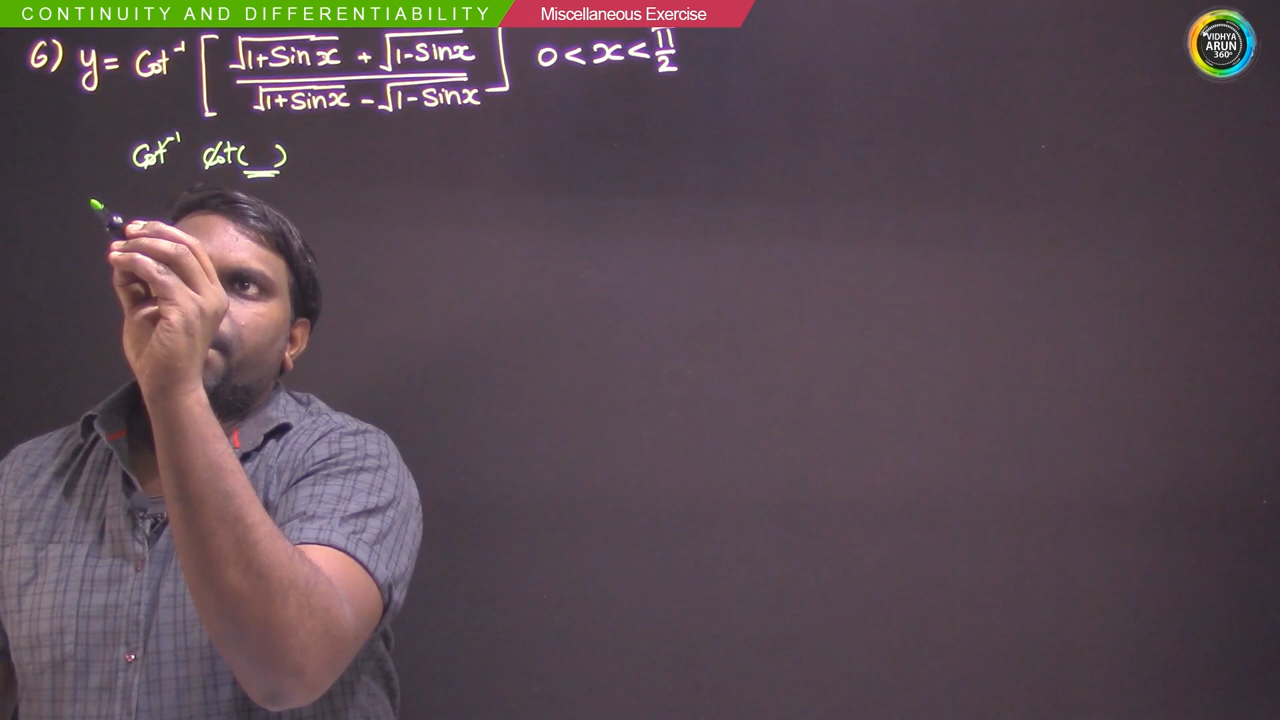 CONTINUITY AND DIFFERENTIABILITY Miscellaneous Exercise
VIDHYA
ARUN
360°
6) y = Cot⁻¹ [ (√1+Sin x + √1-Sinx) / (√1+Sinx - √1-Sinx) ] 0 < x < π/2
Cot⁻¹ Cot( )